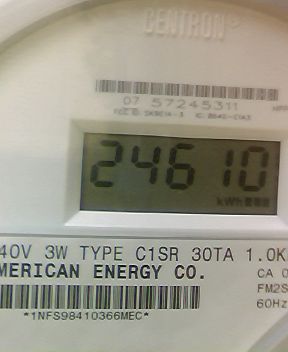 CENTRON®
07 57245311
24610
kWh
40V 3W TYPE C1SR 30TA 1.0K
MERICAN ENERGY CO.
CA 0
FM2S
60Hz
*1NFS98410366MEC*